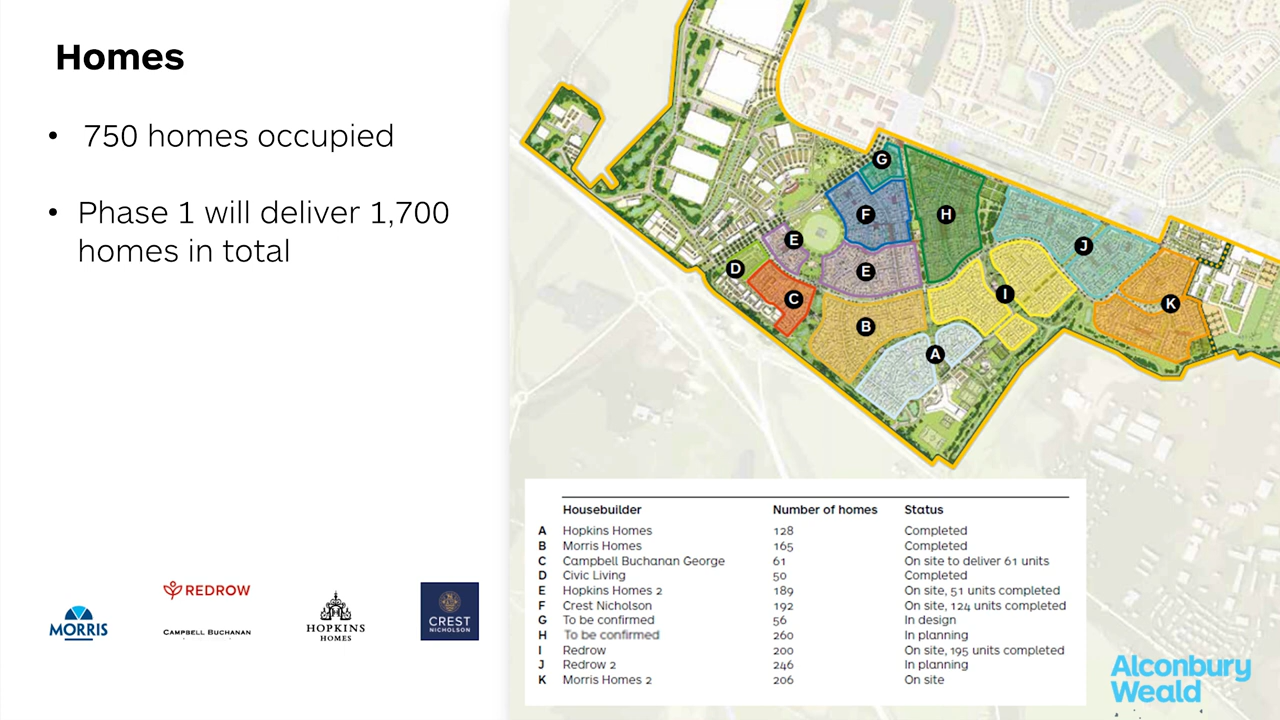 Homes
• 750 homes occupied
• Phase 1 will deliver 1,700
homes in total
MORRIS
REDROW
CAMPBELL BUCHANAN
HOPKINS
HOMES
CREST
NICHOLSON
G
F
H
E
J
D
E
I
C
K
B
A
Housebuilder Number of homes Status
A Hopkins Homes 128 Completed
B Morris Homes 165 Completed
C Campbell Buchanan George 61 On site to deliver 61 units
D Civic Living 50 Completed
E Hopkins Homes 2 189 On site, 51 units completed
F Crest Nicholson 192 On site, 124 units completed
G To be confirmed 56 In design
H To be confirmed 260 In planning
I Redrow 200 On site, 195 units completed
J Redrow 2 246 In planning
K Morris Homes 2 206 On site
Alconbury
Weald